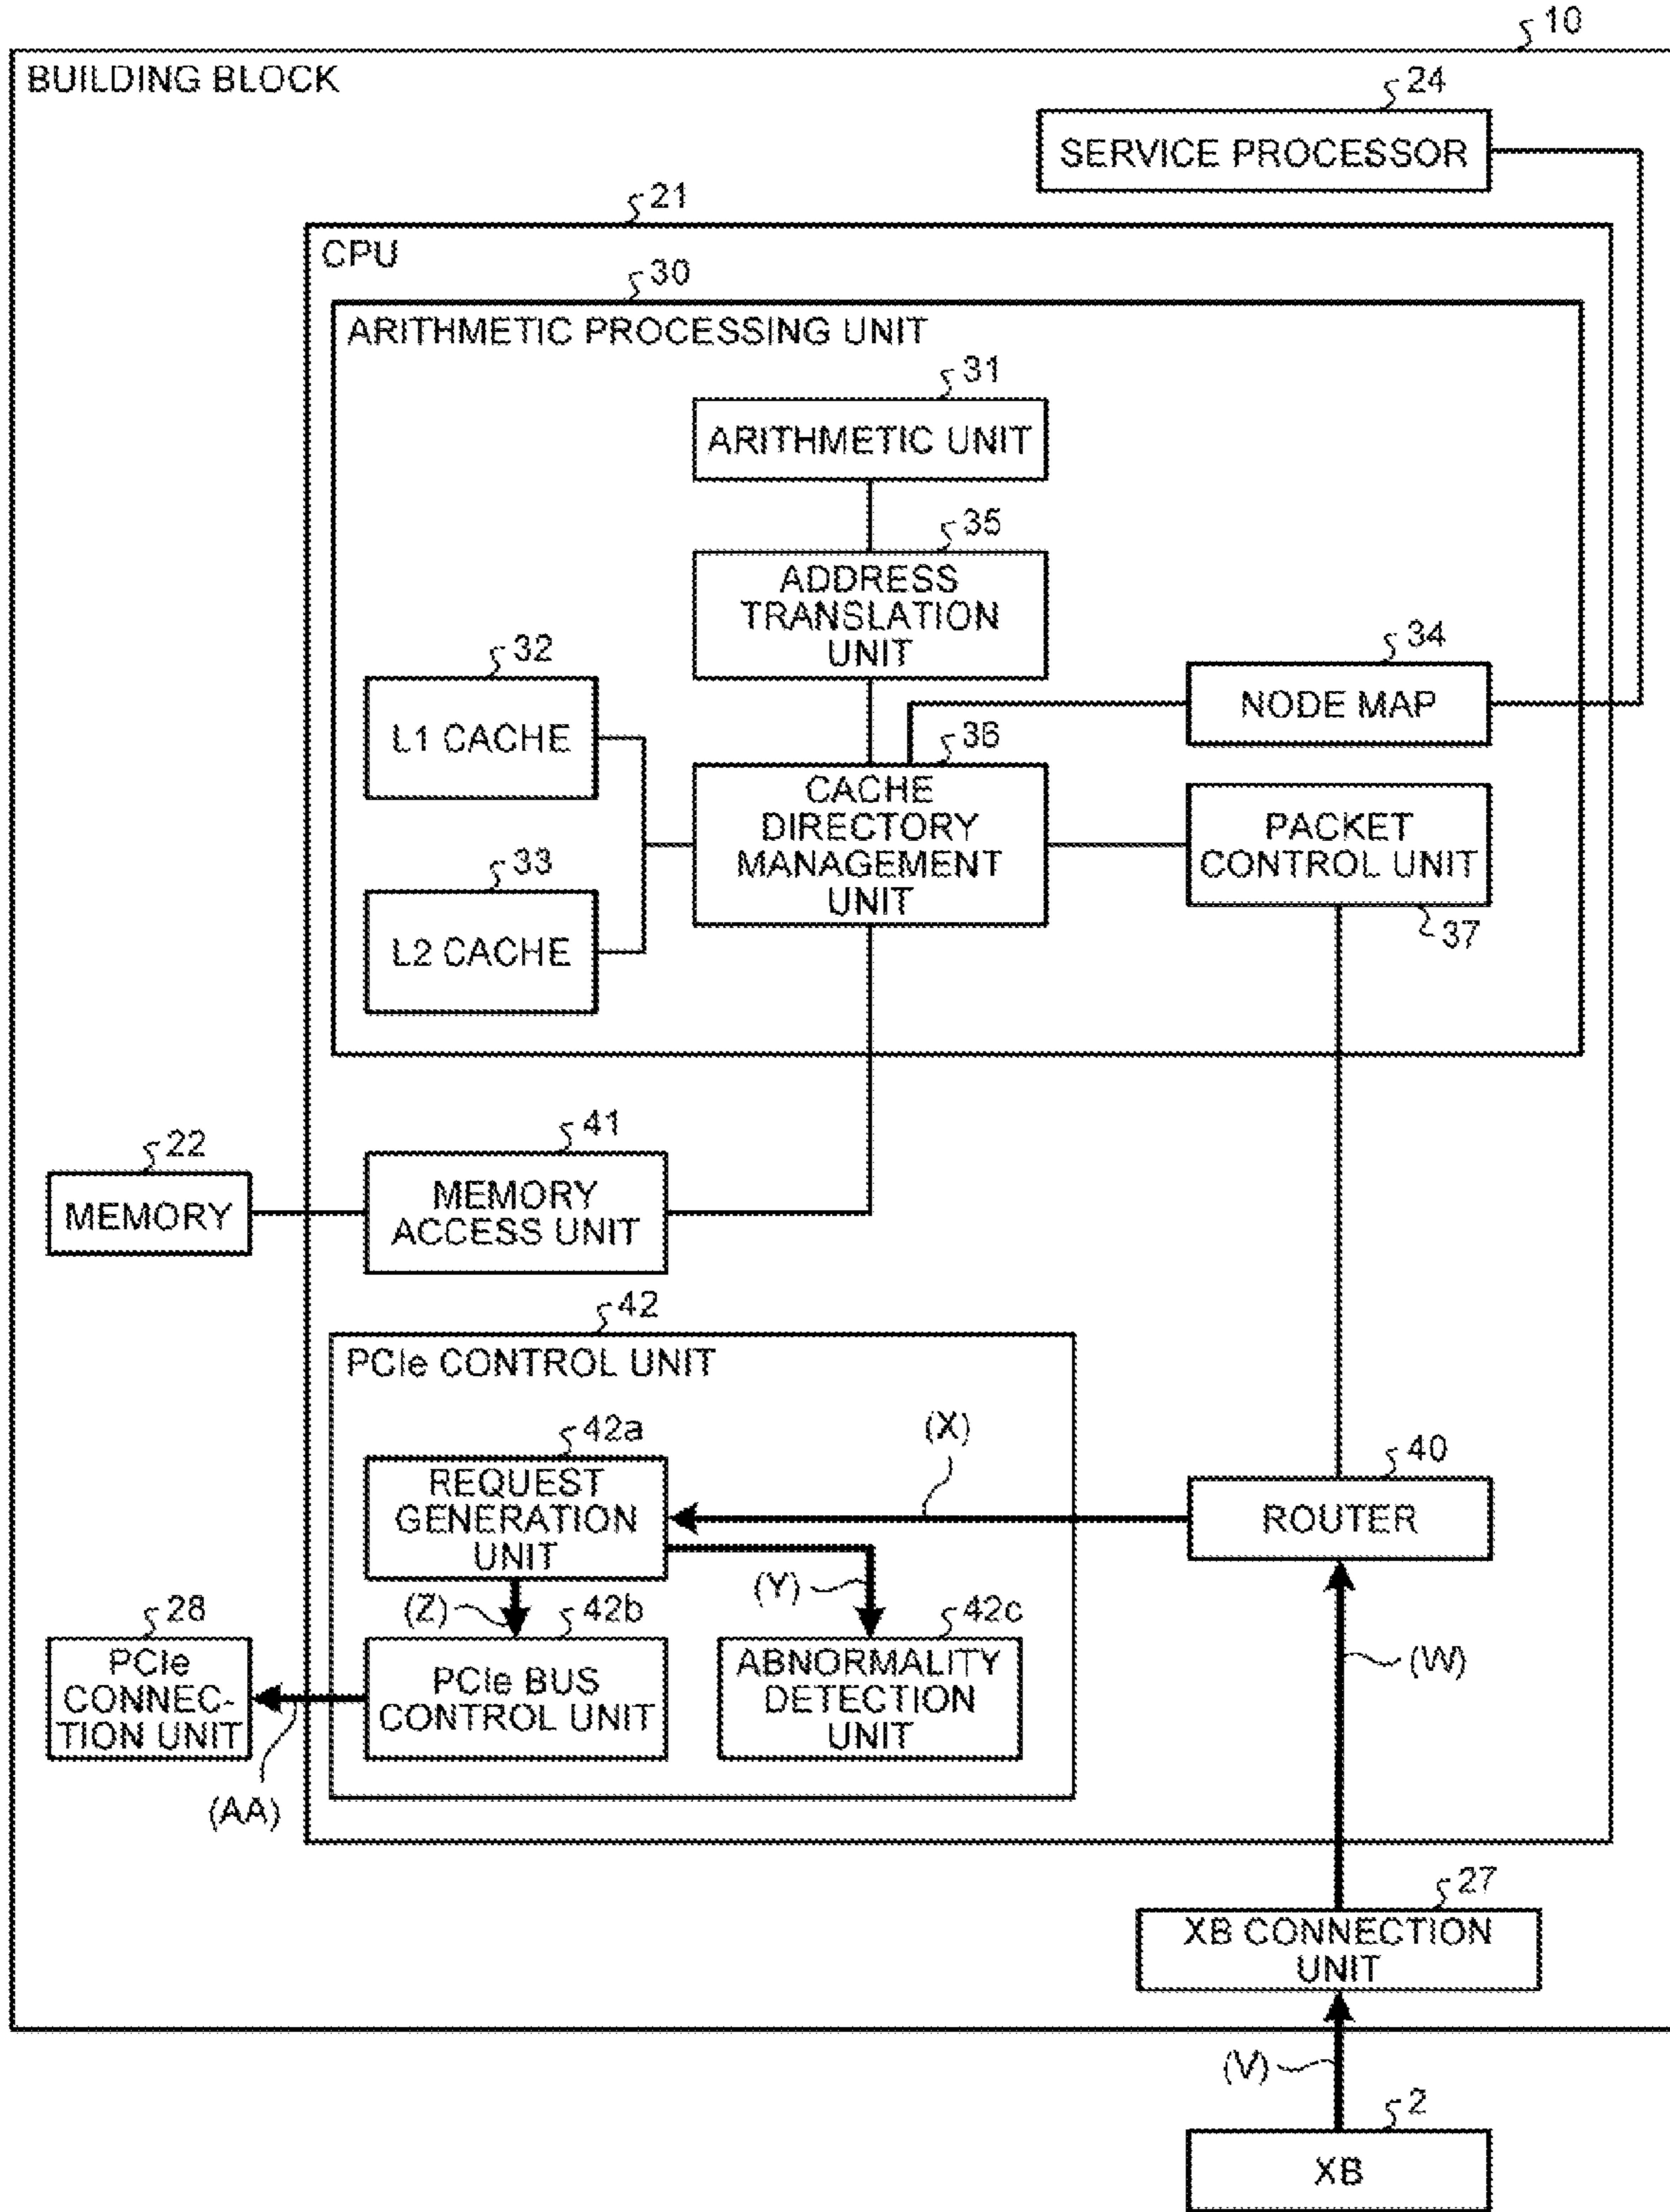 10
BUILDING BLOCK
24
SERVICE PROCESSOR
21
CPU
30
ARITHMETIC PROCESSING UNIT
31
ARITHMETIC UNIT
35
ADDRESS
TRANSLATION
UNIT
32
L1 CACHE
34
NODE MAP
36
CACHE
DIRECTORY
MANAGEMENT
UNIT
PACKET
CONTROL UNIT
37
33
L2 CACHE
22
MEMORY
41
MEMORY
ACCESS UNIT
42
PCIe CONTROL UNIT
42a
REQUEST
GENERATION
UNIT
(X)
40
ROUTER
(Z)
(Y)
28
PCIe
CONNEC-
TION UNIT
42b
PCIe BUS
CONTROL UNIT
42c
ABNORMALITY
DETECTION
UNIT
(W)
(AA)
27
XB CONNECTION
UNIT
(V)
2
XB